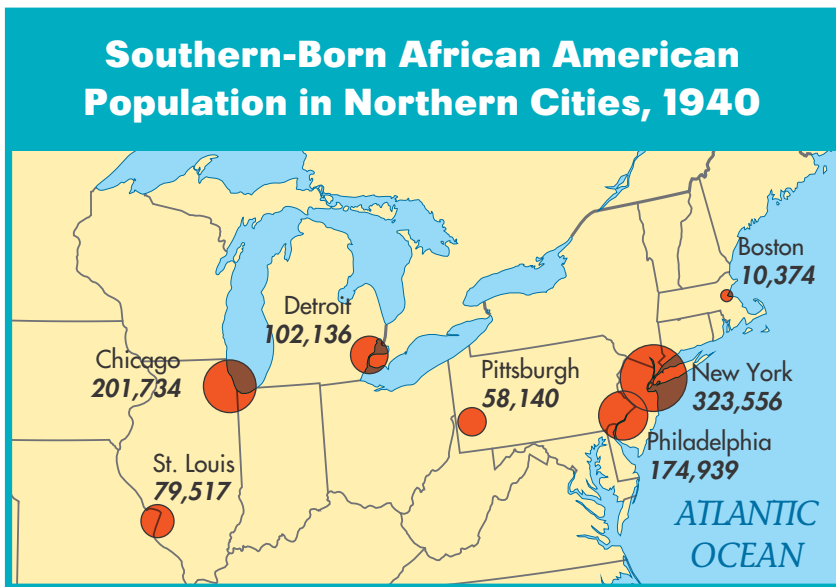 Southern-Born African American
Population in Northern Cities, 1940
Boston
10,374
Detroit
102,136
Chicago
201,734
Pittsburgh
58,140
New York
323,556
Philadelphia
174,939
St. Louis
79,517
ATLANTIC
OCEAN